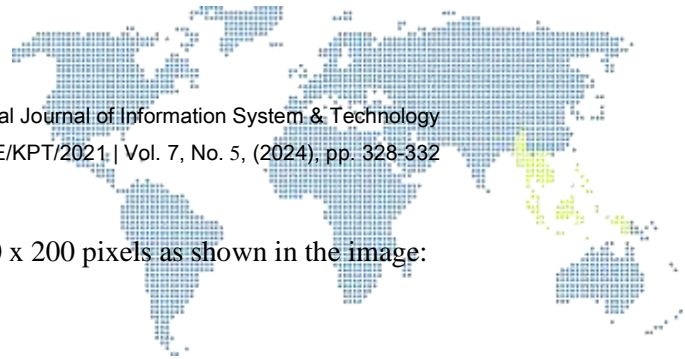 al Journal of Information System & Technology
E/KPT/2021 | Vol. 7, No. 5, (2024), pp. 328-332
x 200 pixels as shown in the image: